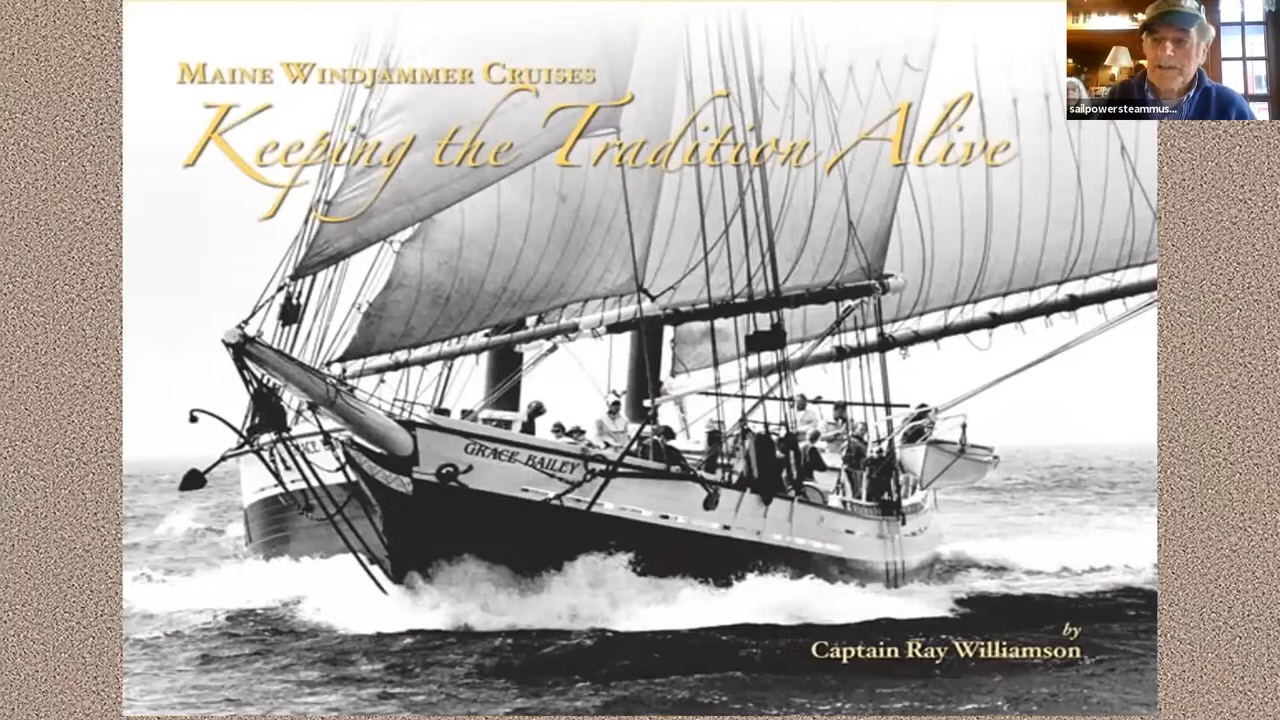 MAINE WINDJAMMER CRUISES
Keeping the Tradition Alive
sailpowersteammus...
GRACE BAILEY
by
Captain Ray Williamson